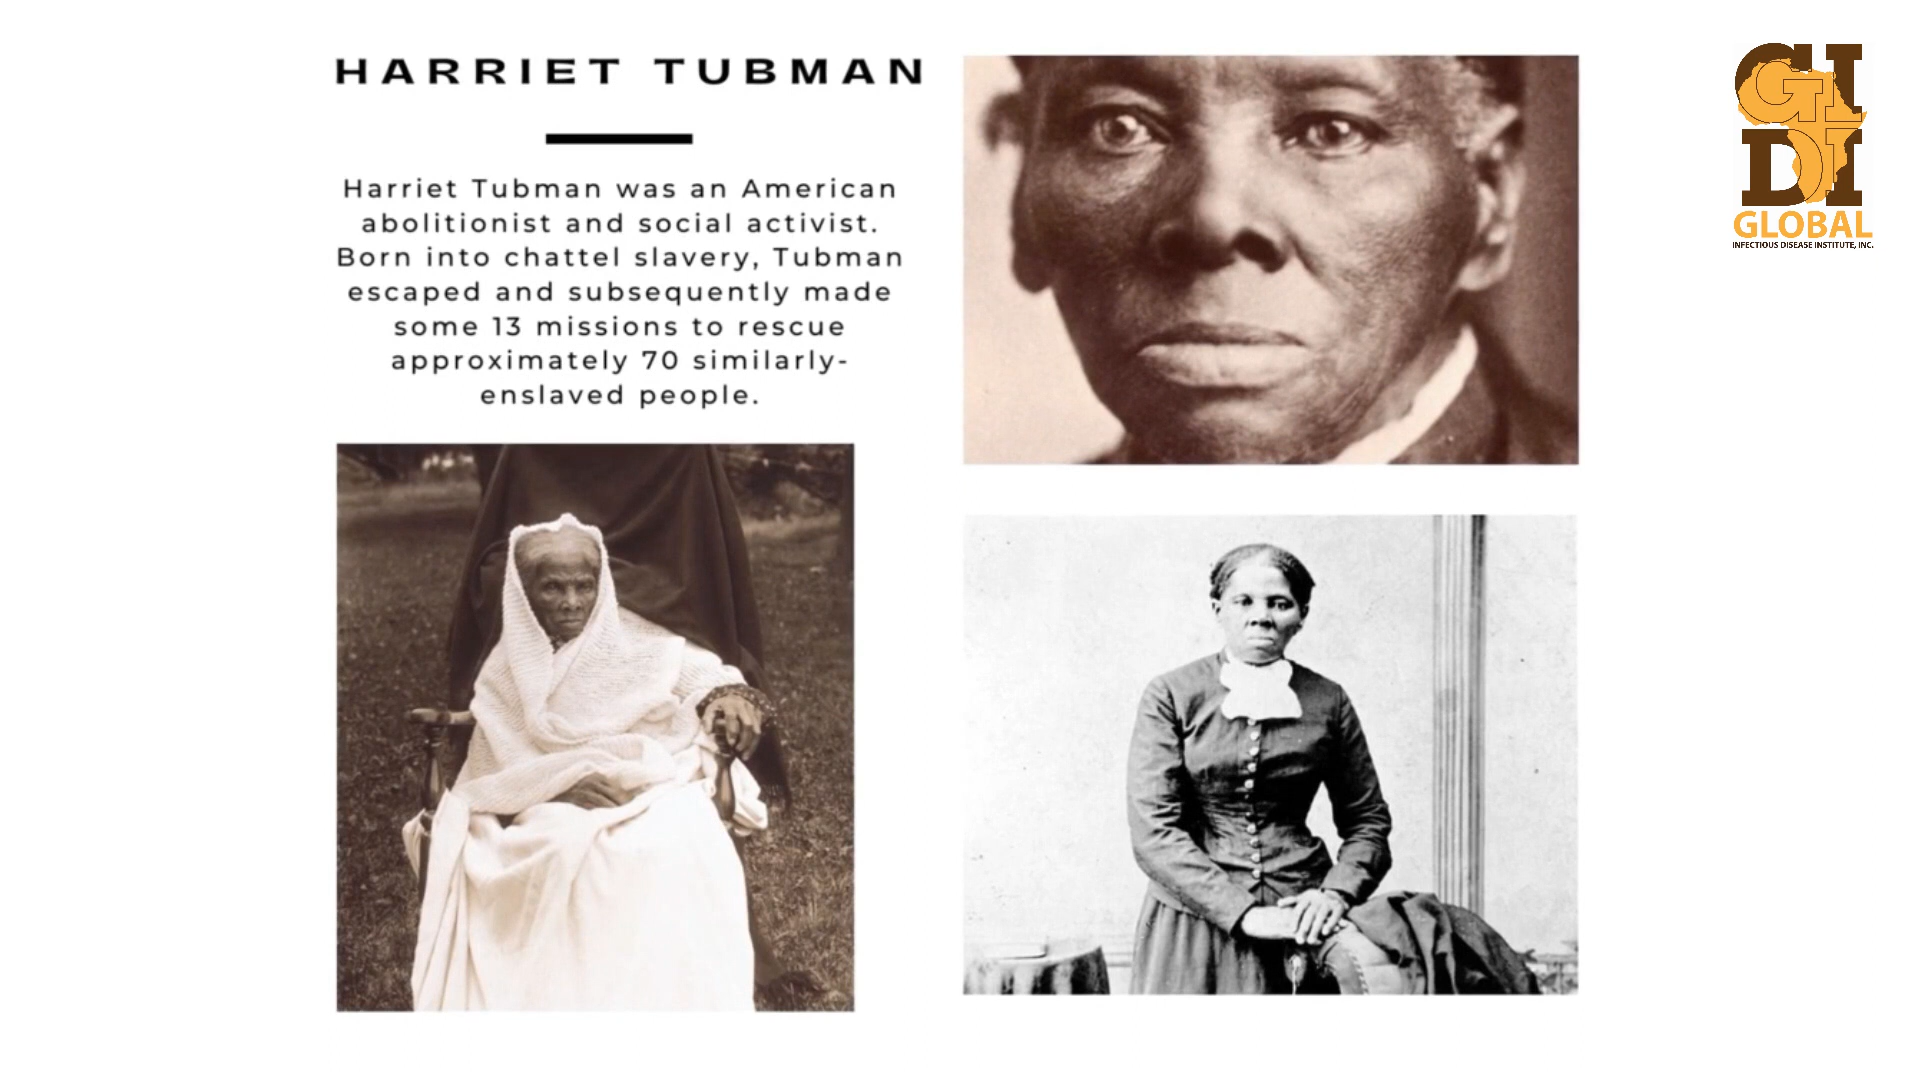 HARRIET TUBMAN
Harriet Tubman was an American
abolitionist and social activist.
Born into chattel slavery, Tubman
escaped and subsequently made
some 13 missions to rescue
approximately 70 similarly-
enslaved people.
GI
DI
GLOBAL
INFECTIOUS DISEASE INSTITUTE, INC.